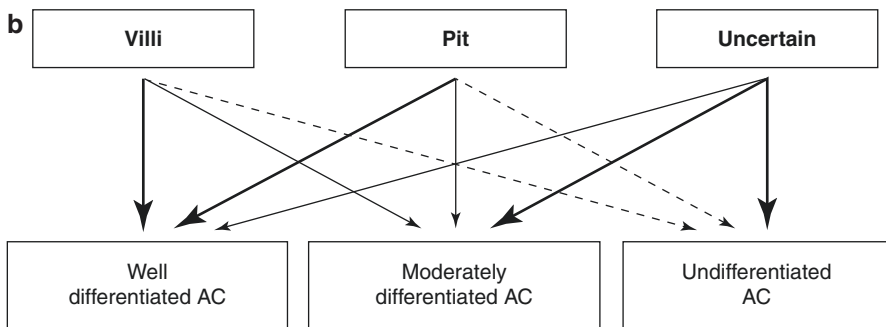 b
Villi
Pit
Uncertain
Well
differentiated AC
Moderately
differentiated AC
Undifferentiated
AC